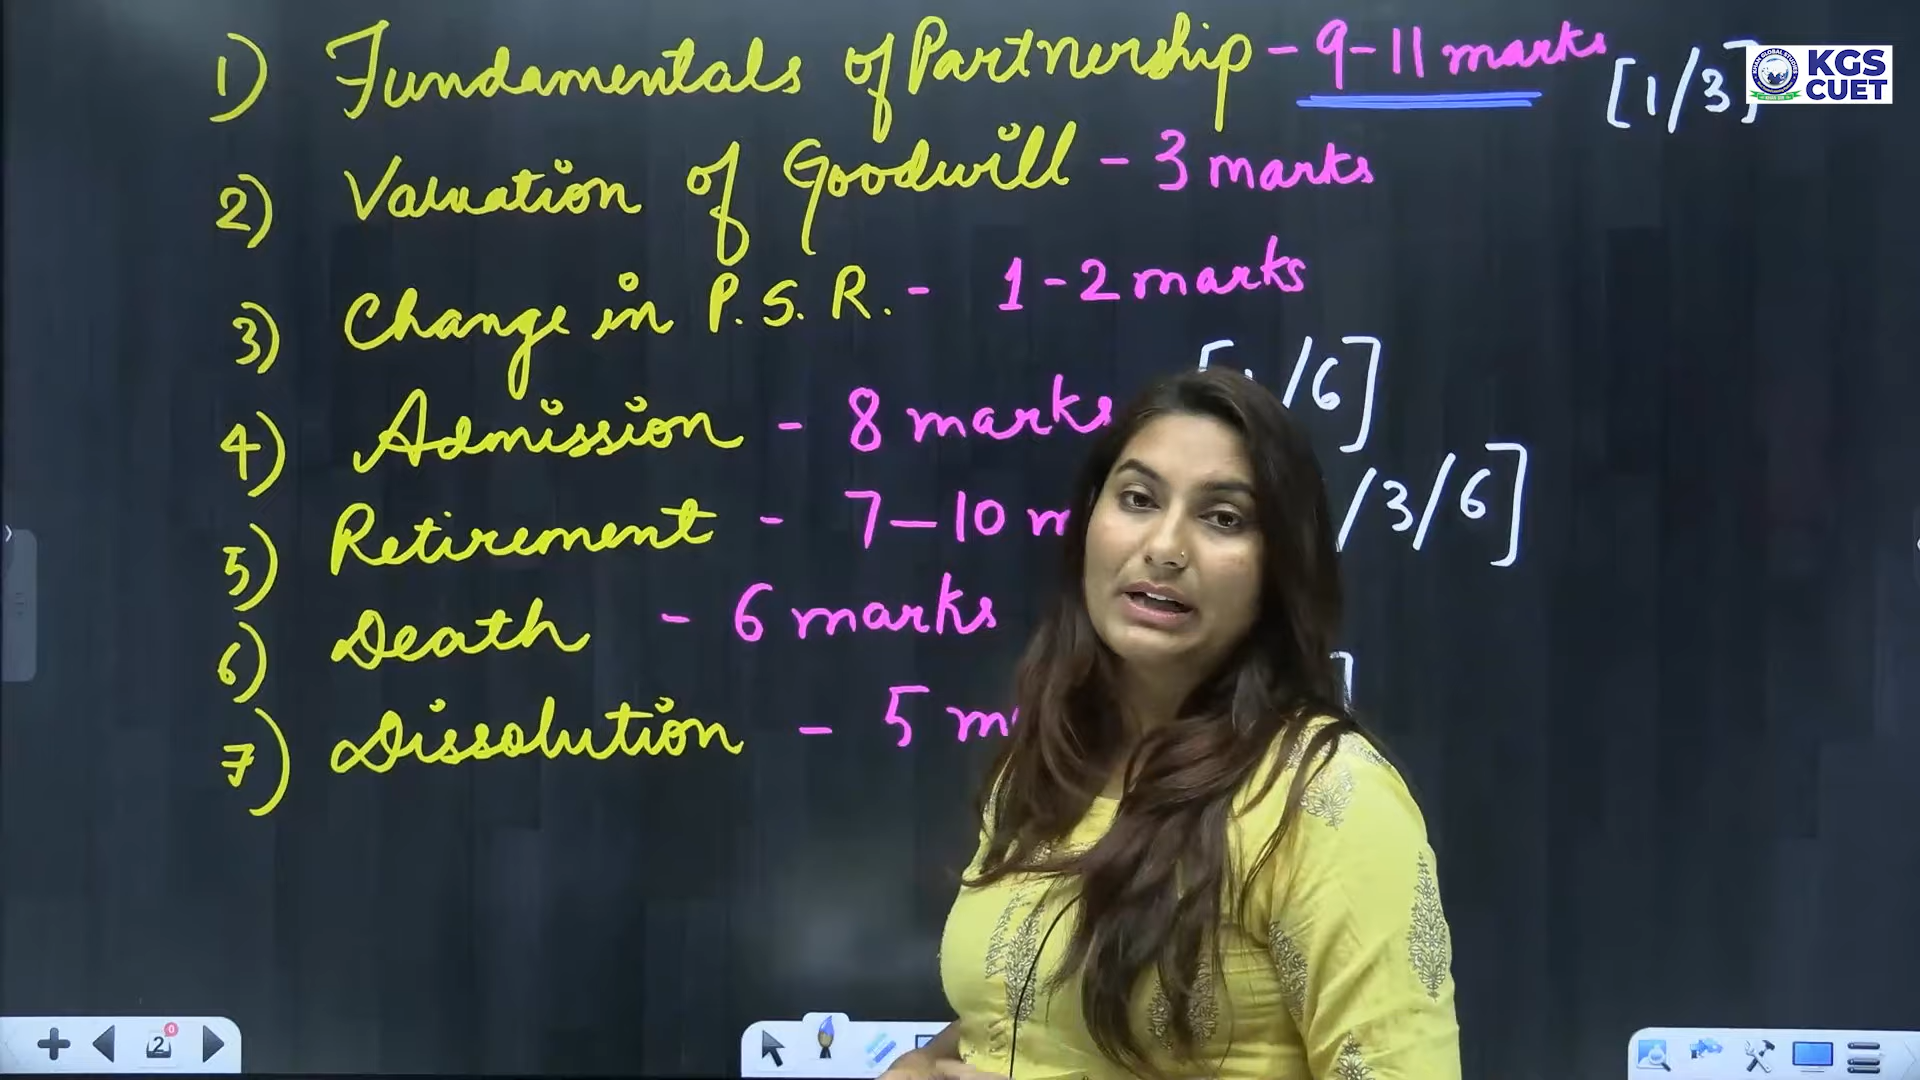 1) Fundamentals of Partnership - 9-11 marks [1/3]
KGS CUET
2) Valuation of Goodwill - 3 marks
3) Change in P.S.R. - 1-2 marks
4) Admission - 8 marks /6]
5) Retirement - 7-10 /3/6]
6) Death - 6 marks
7) Dissolution - 5
2